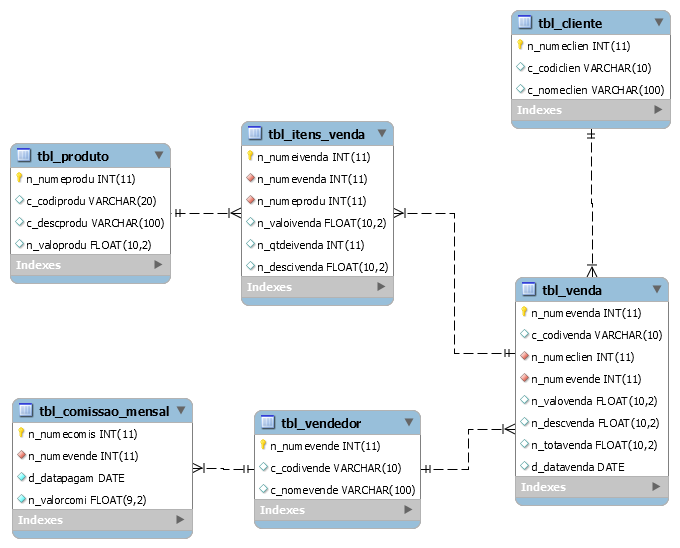 tbl_cliente
n_numeclien INT(11)
c_codiclien VARCHAR(10)
c_nomeclien VARCHAR(100)
Indexes
tbl_produto
n_numeprodu INT(11)
c_codiprodu VARCHAR(20)
c_descprodu VARCHAR(100)
n_valoprodu FLOAT(10,2)
Indexes
tbl_itens_venda
n_numeivenda INT(11)
n_numevenda INT(11)
n_numeprodu INT(11)
n_valoivenda FLOAT(10,2)
n_qtdeivenda INT(11)
n_descivenda FLOAT(10,2)
Indexes
tbl_venda
n_numevenda INT(11)
c_codivenda VARCHAR(10)
n_numeclien INT(11)
n_numevende INT(11)
n_valovenda FLOAT(10,2)
n_descvenda FLOAT(10,2)
n_totavenda FLOAT(10,2)
d_datavenda DATE
Indexes
tbl_comissao_mensal
n_numecomis INT(11)
n_numevende INT(11)
d_datapagam DATE
n_valorcomi FLOAT(9,2)
Indexes
tbl_vendedor
n_numevende INT(11)
c_codivende VARCHAR(10)
c_nomevende VARCHAR(100)
Indexes